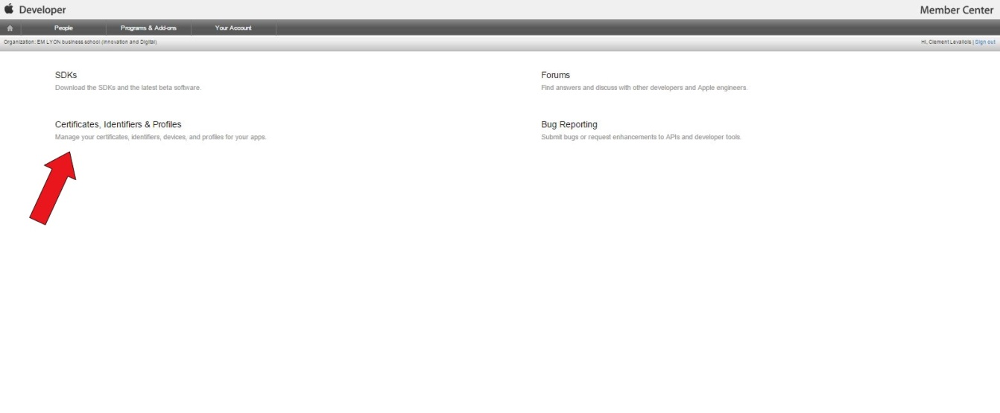 Developer
Member Center
People
Programs & Add-ons
Your Account
Organization: EM LYON business school (Innovation and Digital)
Hi, Clement Levallois | Sign out
SDKs
Download the SDKs and the latest beta software.
Forums
Find answers and discuss with other developers and Apple engineers.
Certificates, Identifiers & Profiles
Manage your certificates, identifiers, devices, and profiles for your apps.
Bug Reporting
Submit bugs or request enhancements to APIs and developer tools.